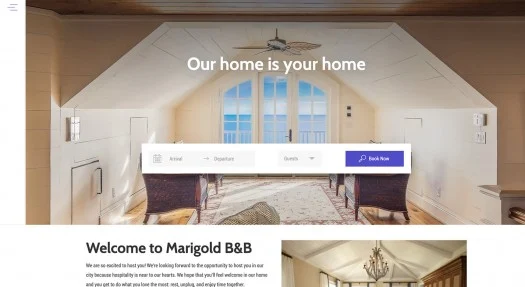 Our home is your home
Arrival → Departure
Guests
Book Now
Welcome to Marigold B&B
We are so excited to host you! We're looking forward to the opportunity to host you in our
city because hospitality is near to our hearts. We hope that you'll feel welcome in our home
and you get to do what you love the most: rest, unplug, and enjoy time together.